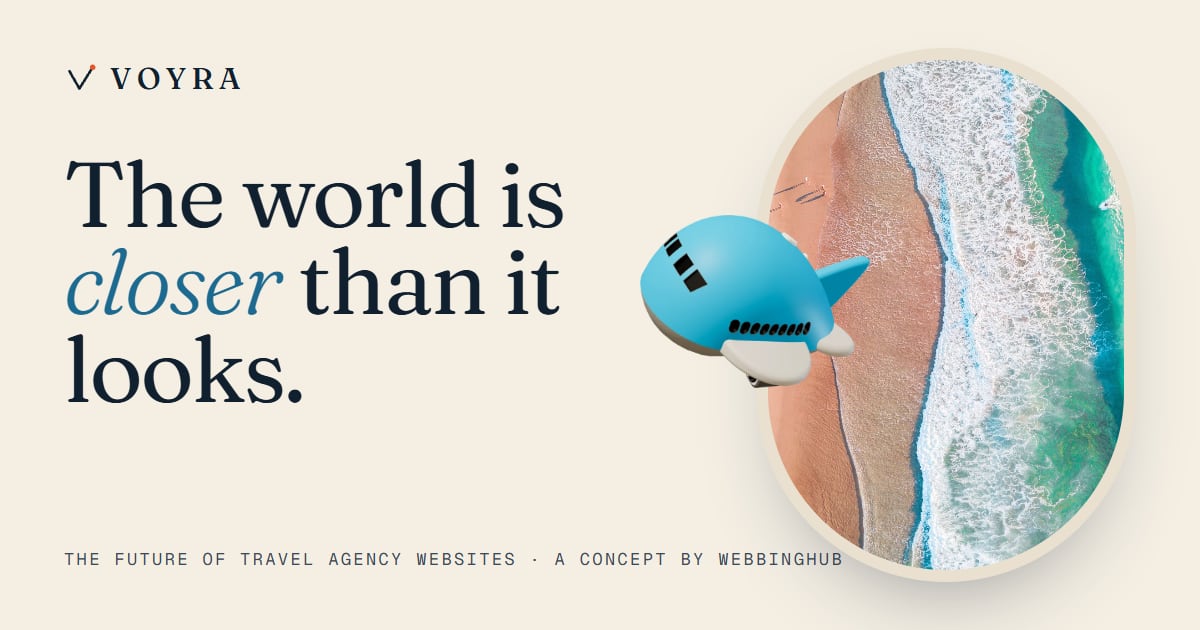 VOYRA
The world is
closer than it
looks.
THE FUTURE OF TRAVEL AGENCY WEBSITES · A CONCEPT BY WEBBINGHUB